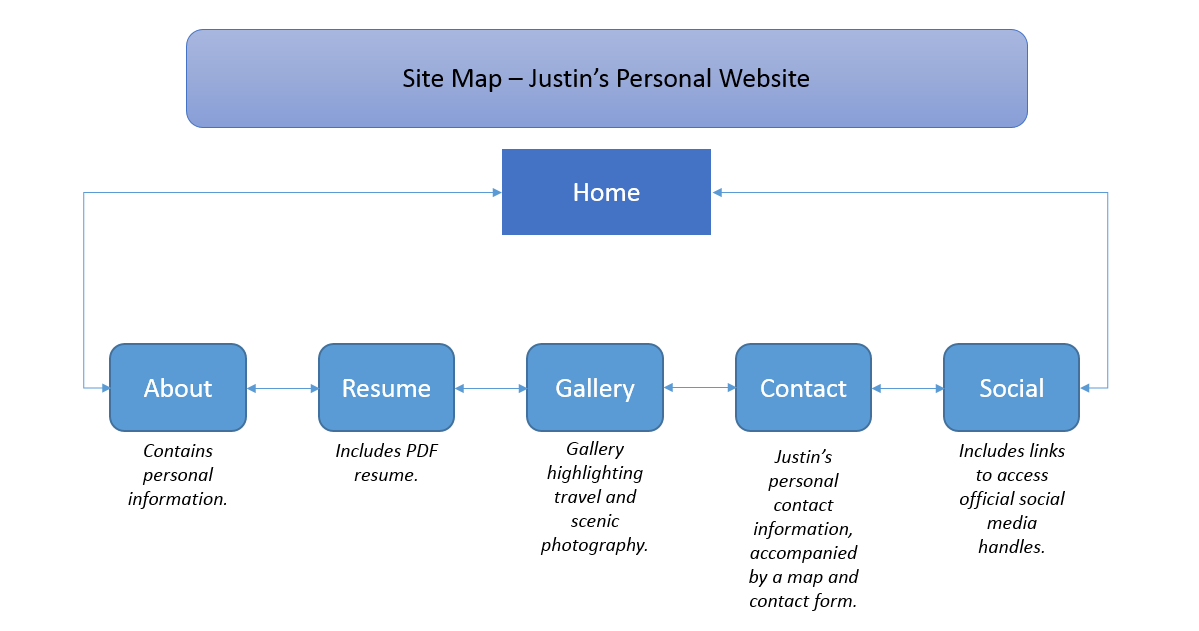 Site Map – Justin’s Personal Website
Home
About
Resume
Gallery
Contact
Social
Contains
personal
information.
Includes PDF
resume.
Gallery
highlighting
travel and
scenic
photography.
Justin’s
personal
contact
information,
accompanied
by a map and
contact form.
Includes links
to access
official social
media
handles.